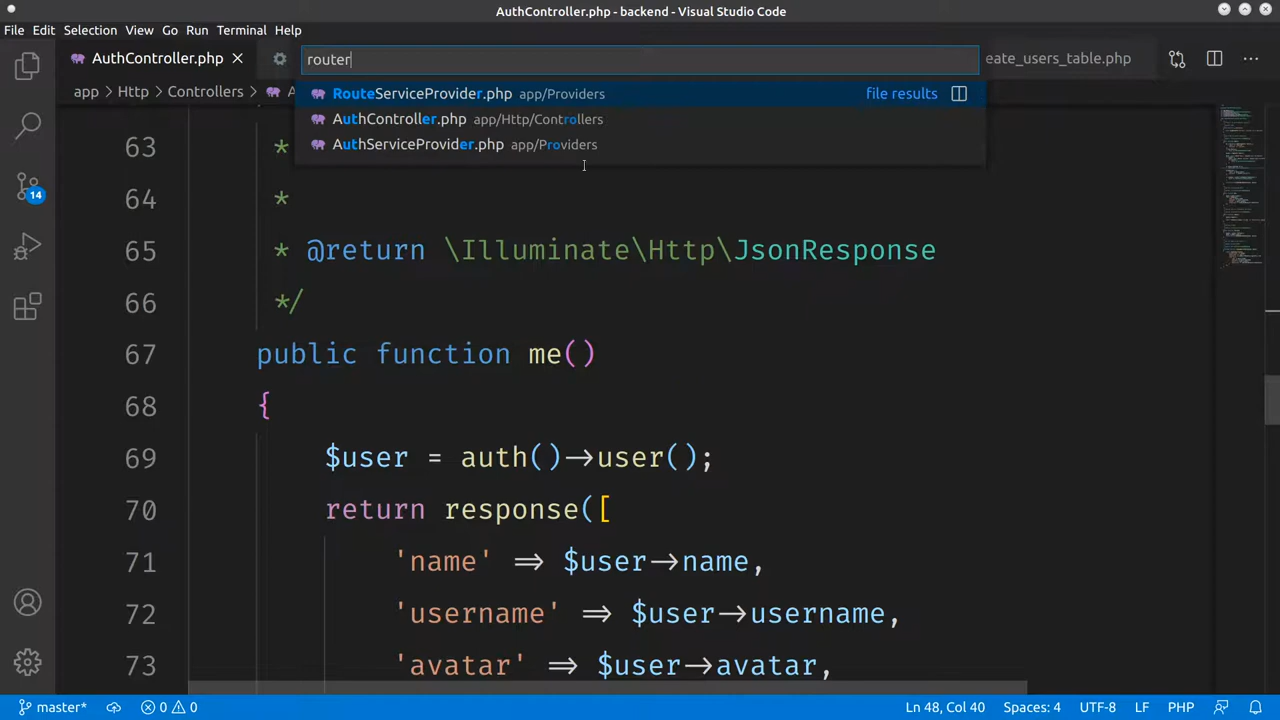 AuthController.php - backend - Visual Studio Code
File Edit Selection View Go Run Terminal Help
AuthController.php
router
eate_users_table.php
app Http Controllers
RouteServiceProvider.php app/Providers file results
AuthController.php app/Http/Controllers
AuthServiceProvider.php app/Providers
63 *
64 *
65 * @return \Illuminate\Http\JsonResponse
66 */
67 public function me()
68 {
69 $user = auth()->user();
70 return response([
71 'name' => $user->name,
72 'username' => $user->username,
73 'avatar' => $user->avatar,
14
master* 0 0 Ln 48, Col 40 Spaces: 4 UTF-8 LF PHP